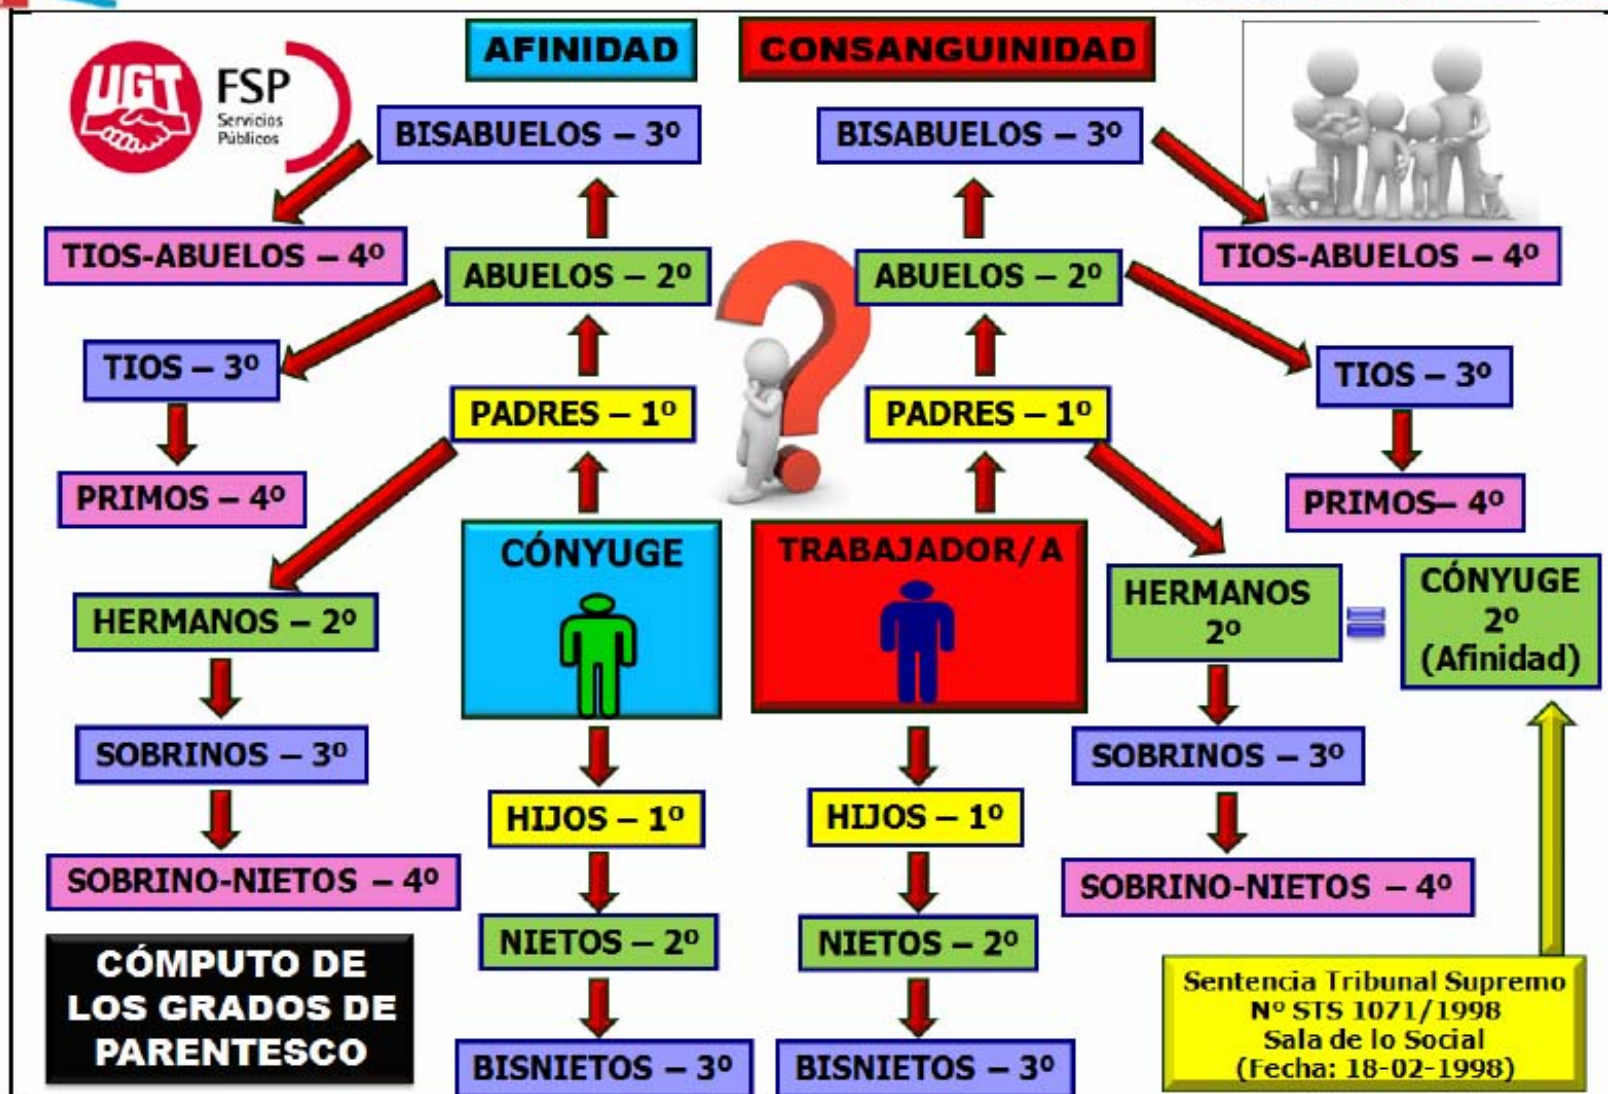 AFINIDAD
CONSANGUINIDAD
UGT
FSP
Servicios
Públicos
BISABUELOS – 3º
BISABUELOS – 3º
TIOS-ABUELOS – 4º
TIOS-ABUELOS – 4º
ABUELOS – 2º
ABUELOS – 2º
TIOS – 3º
TIOS – 3º
PADRES – 1º
PADRES – 1º
PRIMOS – 4º
PRIMOS– 4º
CÓNYUGE
TRABAJADOR/A
HERMANOS – 2º
HERMANOS
2º
CÓNYUGE
2º
(Afinidad)
SOBRINOS – 3º
SOBRINOS – 3º
HIJOS – 1º
HIJOS – 1º
SOBRINO-NIETOS – 4º
SOBRINO-NIETOS – 4º
NIETOS – 2º
NIETOS – 2º
CÓMPUTO DE
LOS GRADOS DE
PARENTESCO
Sentencia Tribunal Supremo
Nº STS 1071/1998
Sala de lo Social
(Fecha: 18-02-1998)
BISNIETOS – 3º
BISNIETOS – 3º